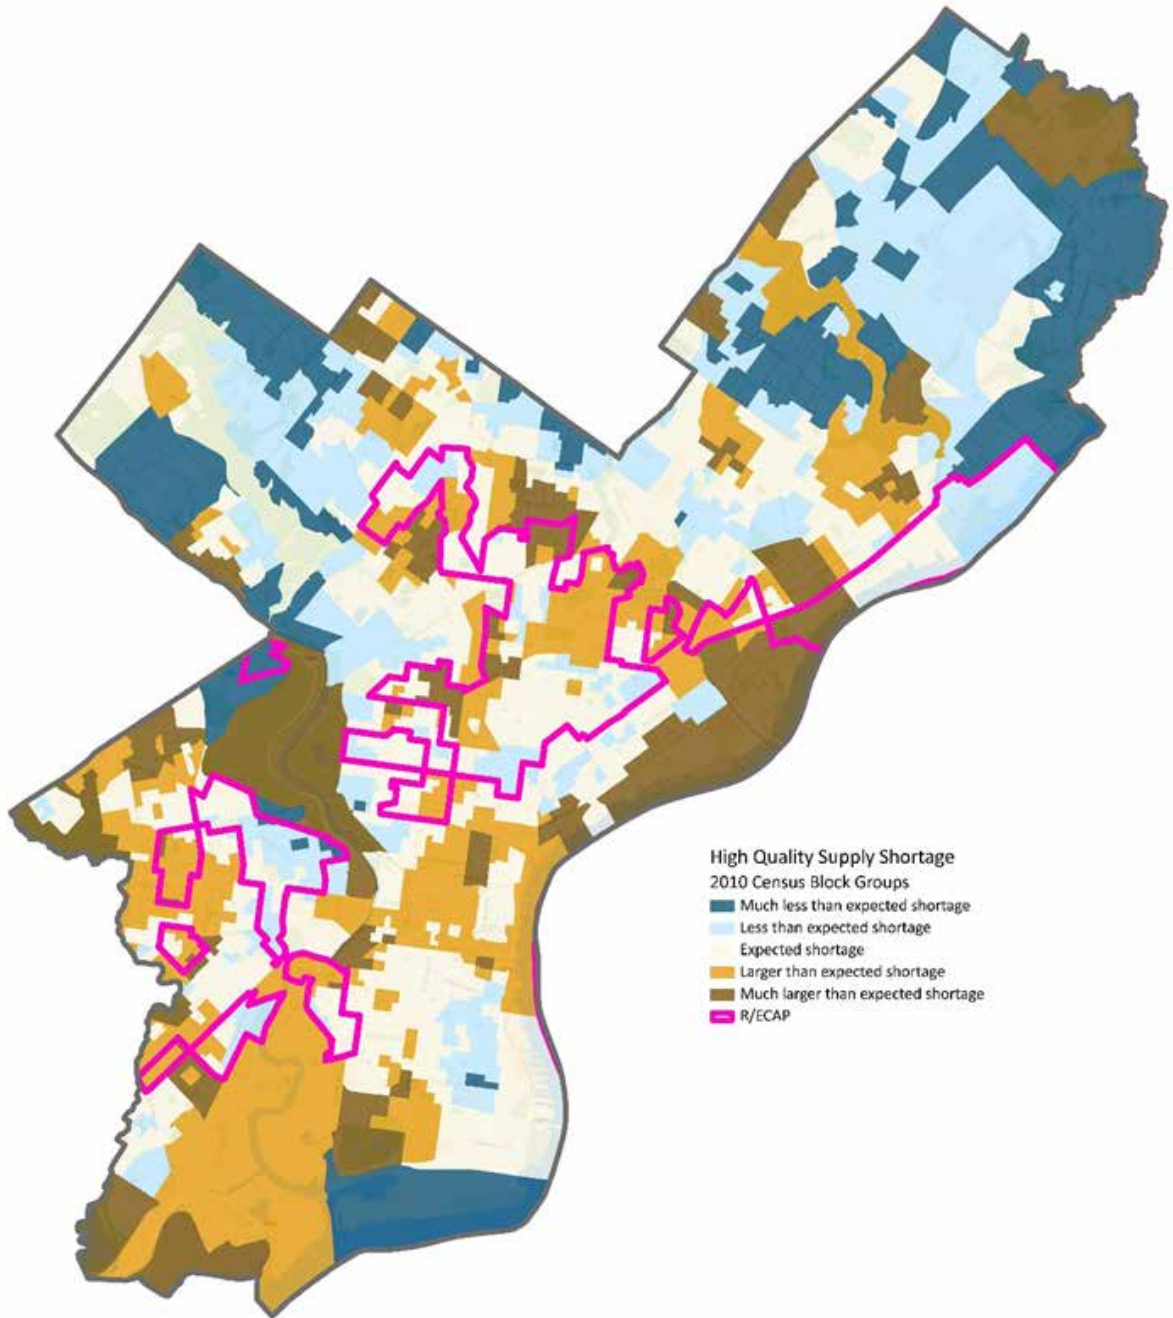 High Quality Supply Shortage
2010 Census Block Groups
Much less than expected shortage
Less than expected shortage
Expected shortage
Larger than expected shortage
Much larger than expected shortage
R/ECAP